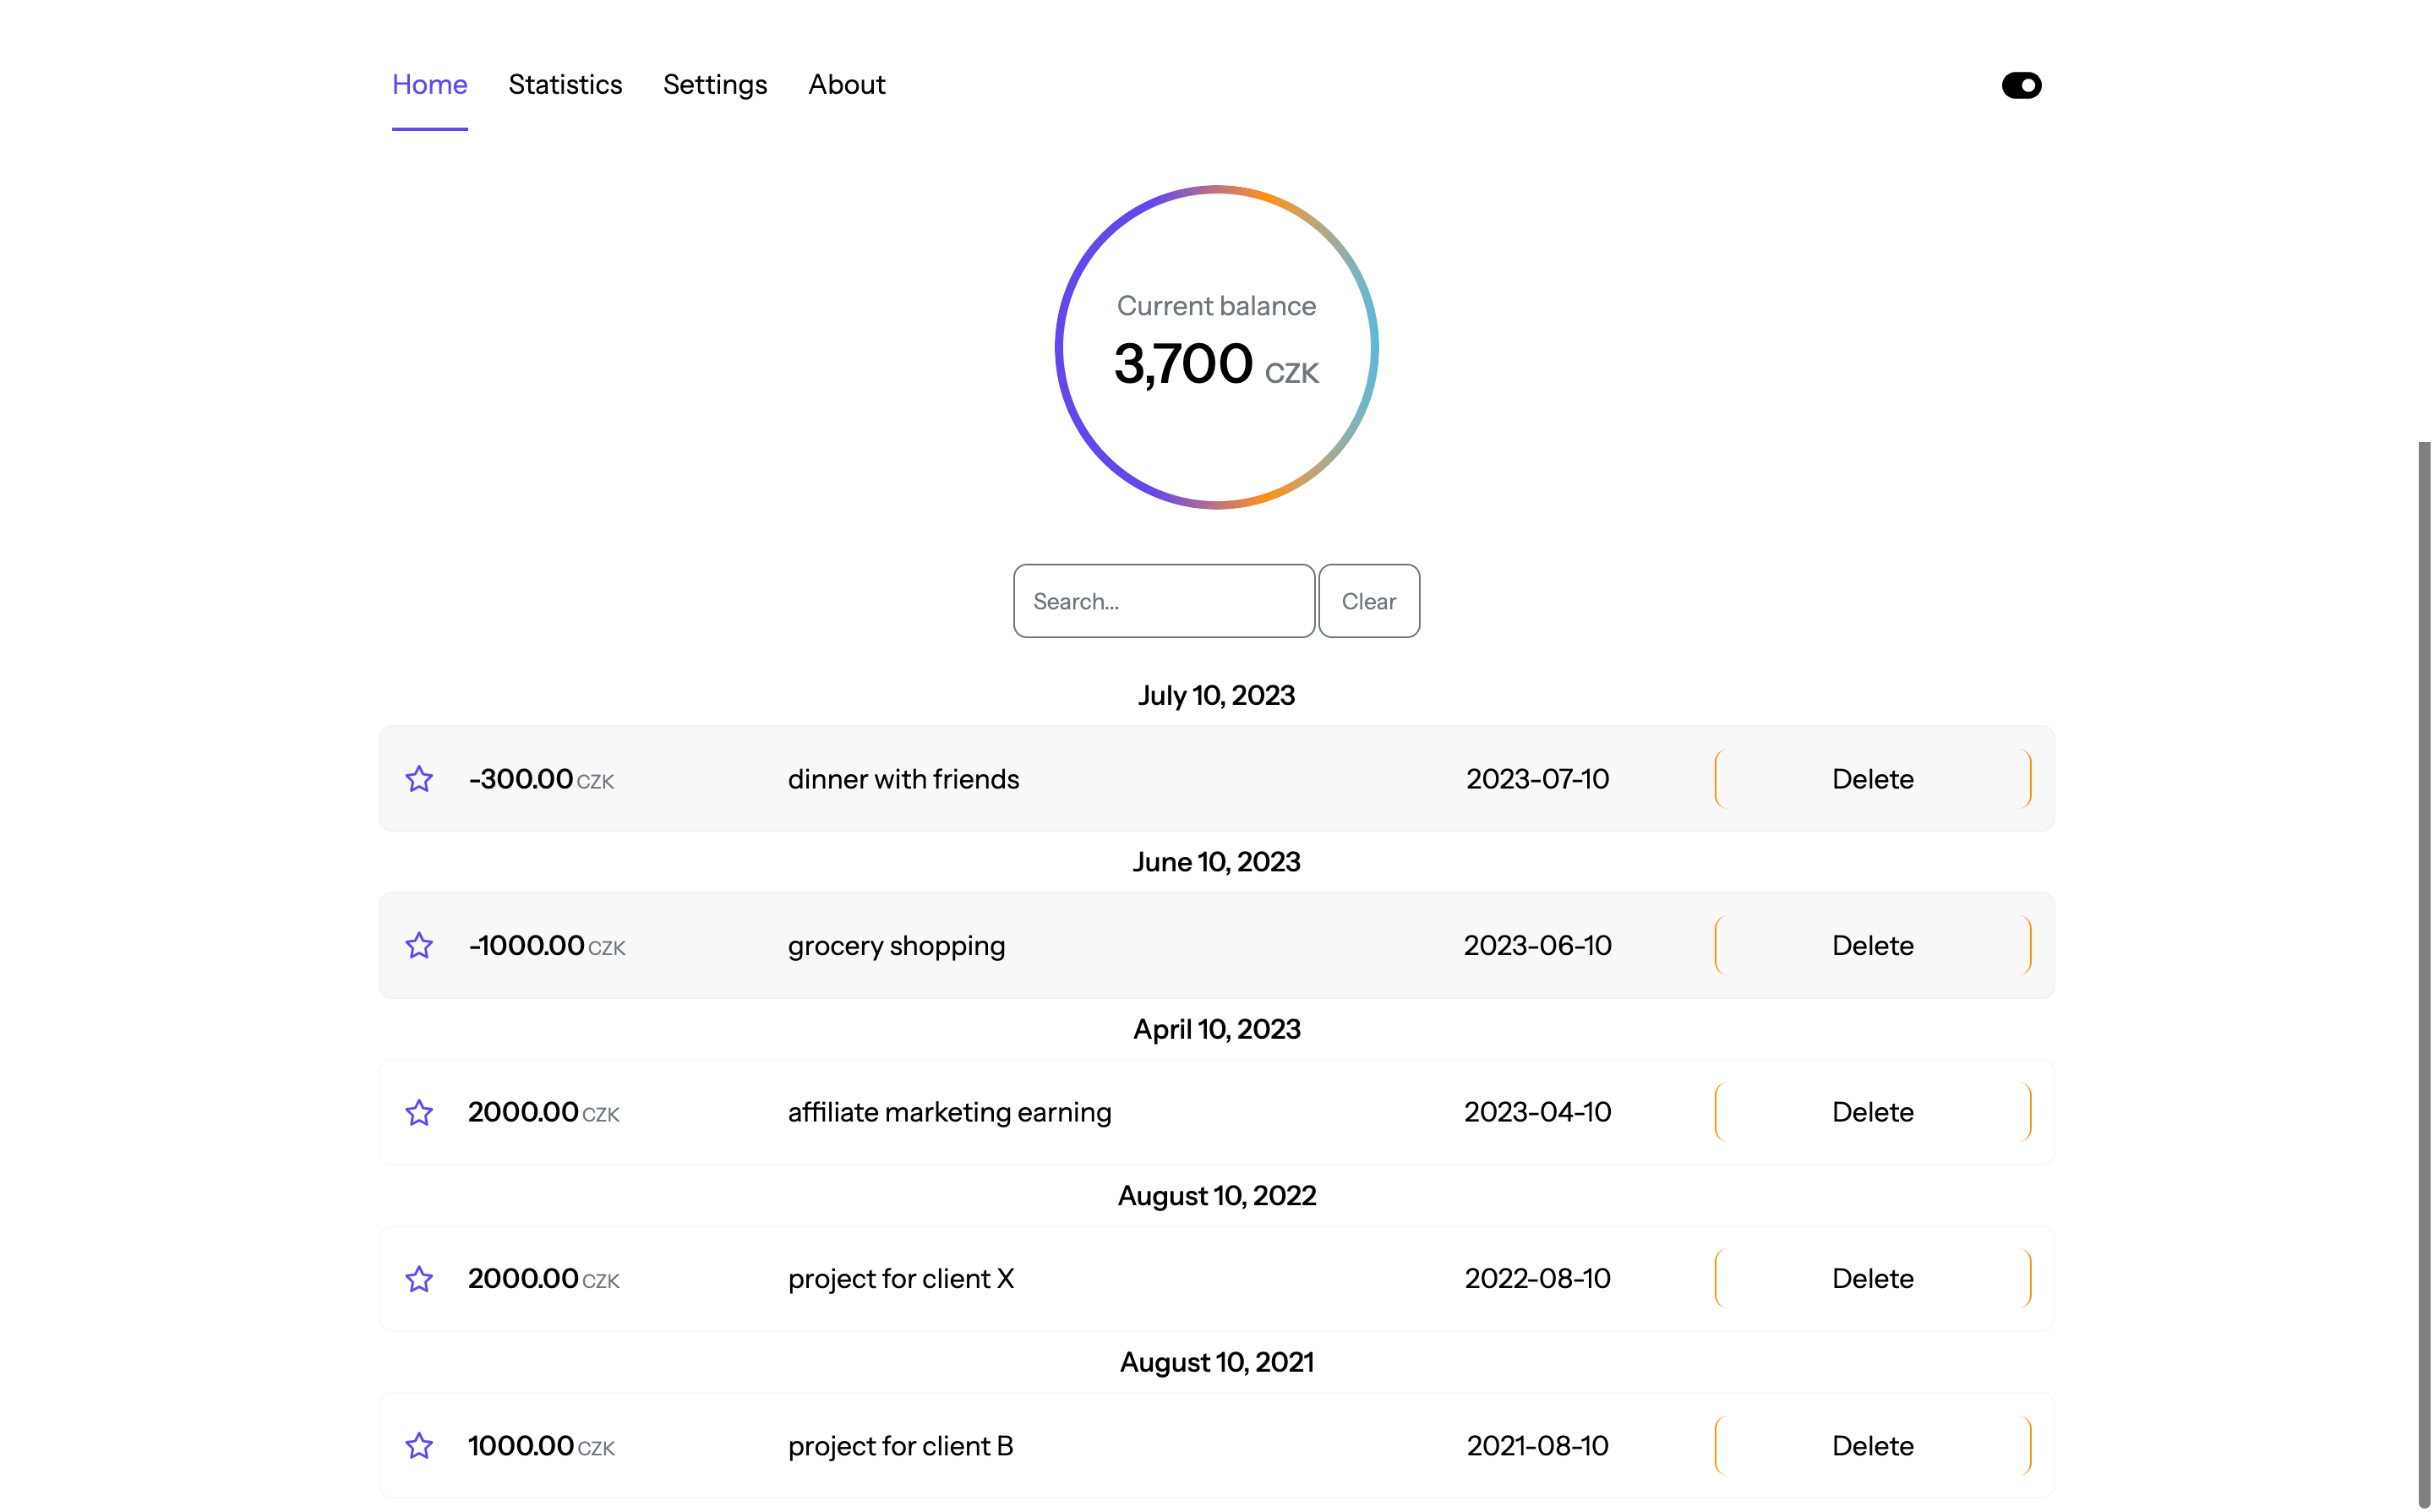 Home Statistics Settings About
Current balance
3,700 CZK
Search... Clear
July 10, 2023
-300.00 CZK dinner with friends 2023-07-10 Delete
June 10, 2023
-1000.00 CZK grocery shopping 2023-06-10 Delete
April 10, 2023
2000.00 CZK affiliate marketing earning 2023-04-10 Delete
August 10, 2022
2000.00 CZK project for client X 2022-08-10 Delete
August 10, 2021
1000.00 CZK project for client B 2021-08-10 Delete